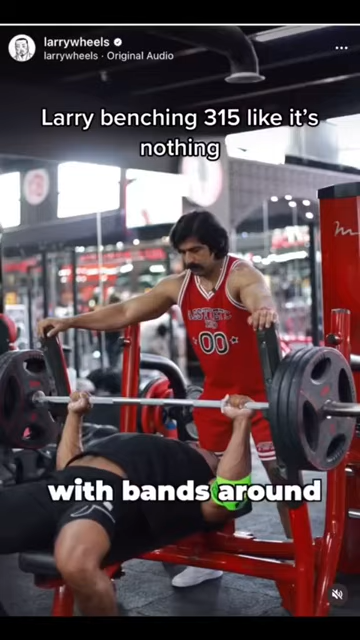 larrywheels
larrywheels · Original Audio
Larry benching 315 like it's
nothing
00
with bands around